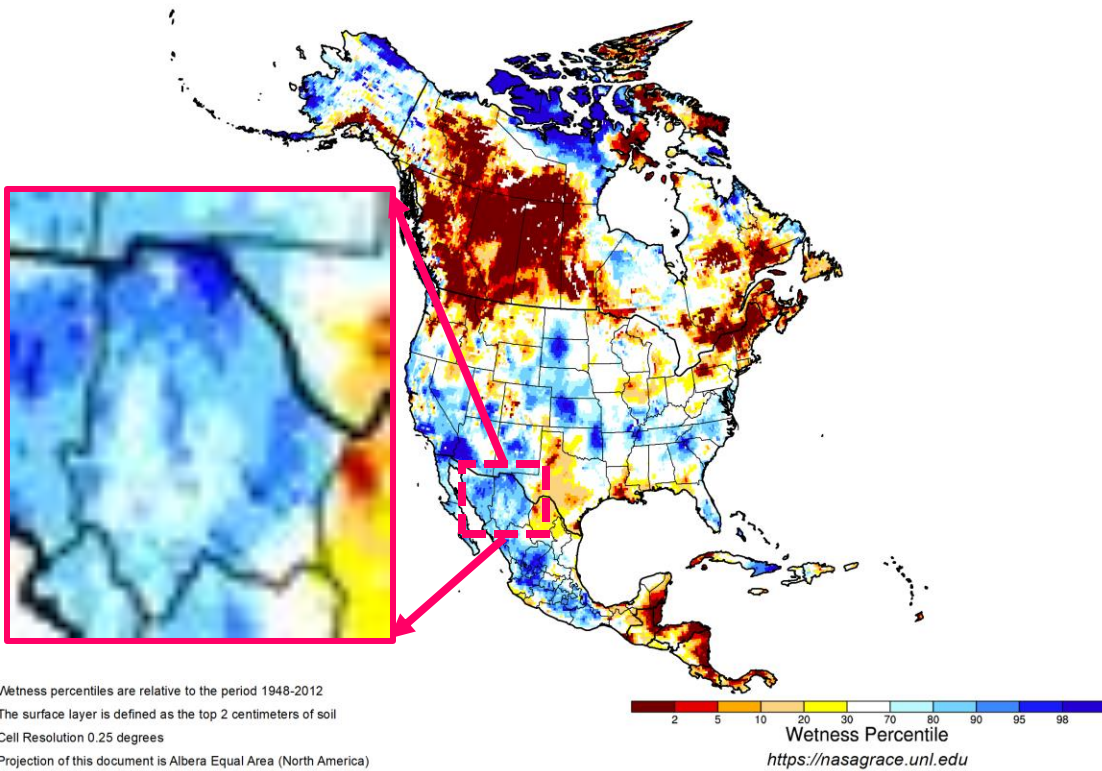 Wetness percentiles are relative to the period 1948-2012
The surface layer is defined as the top 2 centimeters of soil
Cell Resolution 0.25 degrees
Projection of this document is Albera Equal Area (North America)
2 5 10 20 30 70 80 90 95 98
Wetness Percentile
https://nasagrace.unl.edu